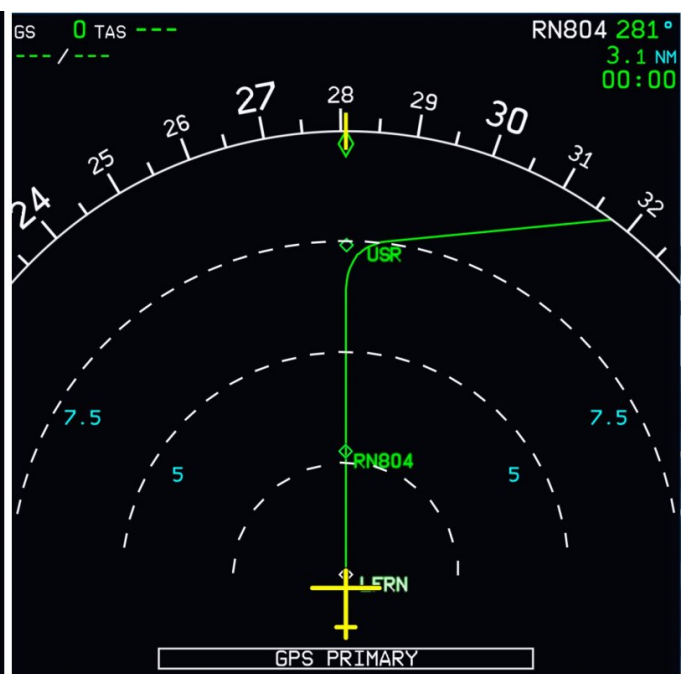 GS 0 TAS ---
RN804 281°
---/---
3.1 NM
00:00
24 25 26 27 28 29 30 31 32
USR
7.5 7.5
RN804
5 5
LFRN
GPS PRIMARY